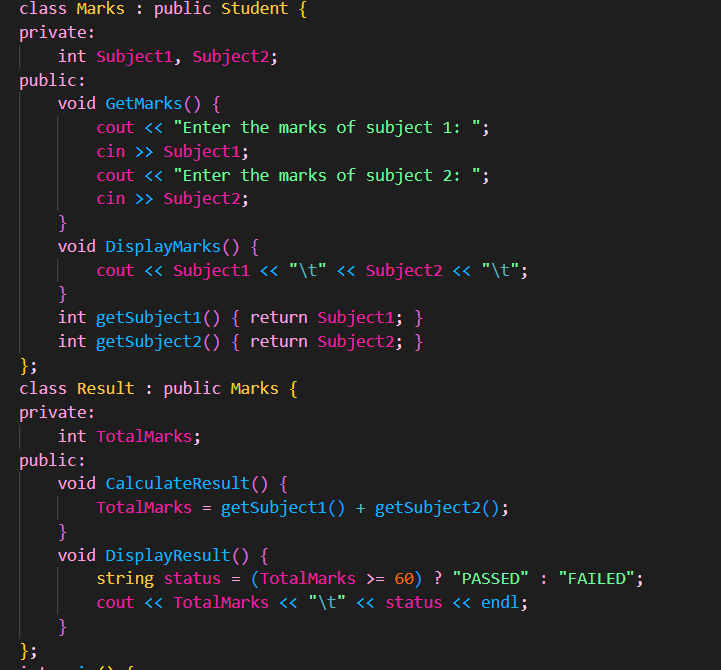 class Marks : public Student {
private:
    int Subject1, Subject2;
public:
    void GetMarks() {
        cout << "Enter the marks of subject 1: ";
        cin >> Subject1;
        cout << "Enter the marks of subject 2: ";
        cin >> Subject2;
    }
    void DisplayMarks() {
        cout << Subject1 << "\t" << Subject2 << "\t";
    }
    int getSubject1() { return Subject1; }
    int getSubject2() { return Subject2; }
};
class Result : public Marks {
private:
    int TotalMarks;
public:
    void CalculateResult() {
        TotalMarks = getSubject1() + getSubject2();
    }
    void DisplayResult() {
        string status = (TotalMarks >= 60) ? "PASSED" : "FAILED";
        cout << TotalMarks << "\t" << status << endl;
    }
};